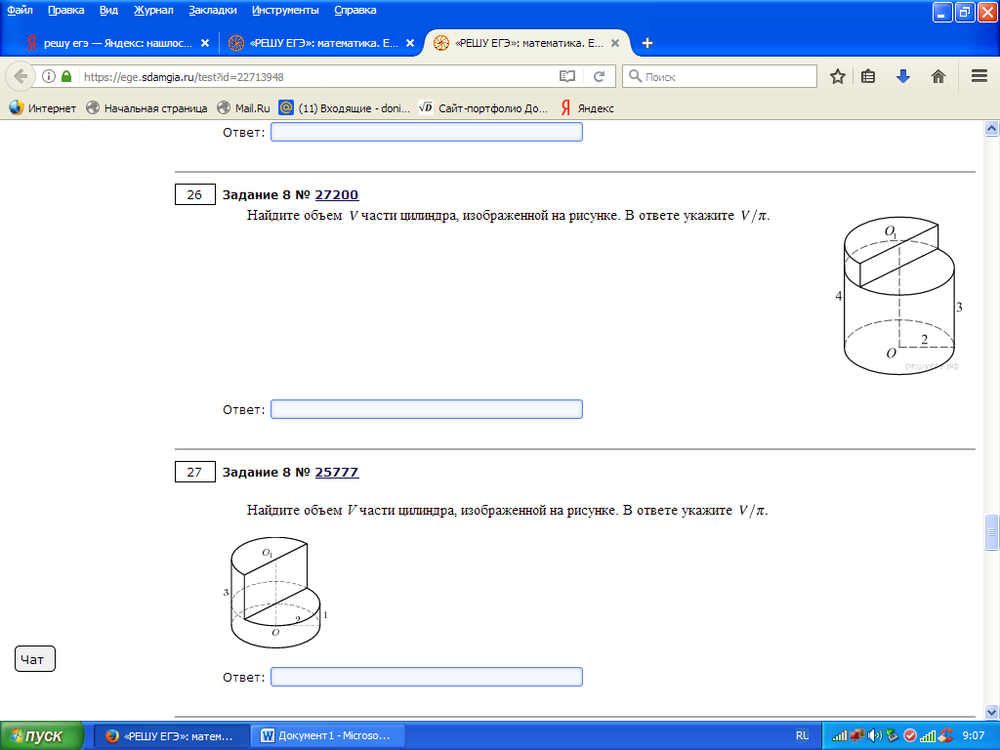 Файл Правка Вид Журнал Закладки Инструменты Справка
решу егэ — Яндекс: нашлос... × «РЕШУ ЕГЭ»: математика. Е... × «РЕШУ ЕГЭ»: математика. Е... × +
https://ege.sdamgia.ru/test?id=22713948 Поиск
Интернет Начальная страница Mail.Ru (11) Входящие - doni... √D Сайт-портфолио До... Я Яндекс
Ответ:
26 Задание 8 № 27200
Найдите объем V части цилиндра, изображенной на рисунке. В ответе укажите V/π.
O1
4
3
2
O
решуегэ.рф
Ответ:
27 Задание 8 № 25777
Найдите объем V части цилиндра, изображенной на рисунке. В ответе укажите V/π.
O1
3
2
1
O
Чат
Ответ:
пуск «РЕШУ ЕГЭ»: матем... Документ1 - Microso... RU 9:07